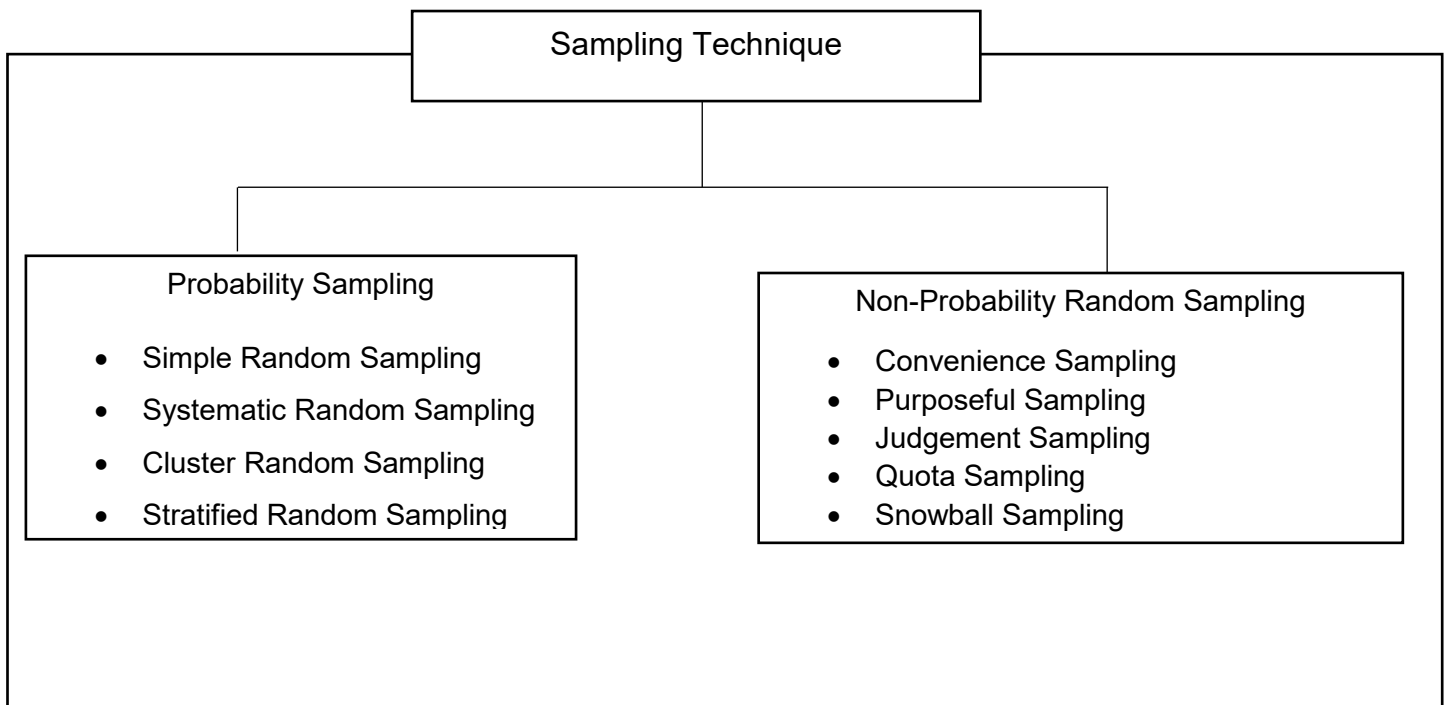 Sampling Technique
Probability Sampling
• Simple Random Sampling
• Systematic Random Sampling
• Cluster Random Sampling
• Stratified Random Sampling
Non-Probability Random Sampling
• Convenience Sampling
• Purposeful Sampling
• Judgement Sampling
• Quota Sampling
• Snowball Sampling